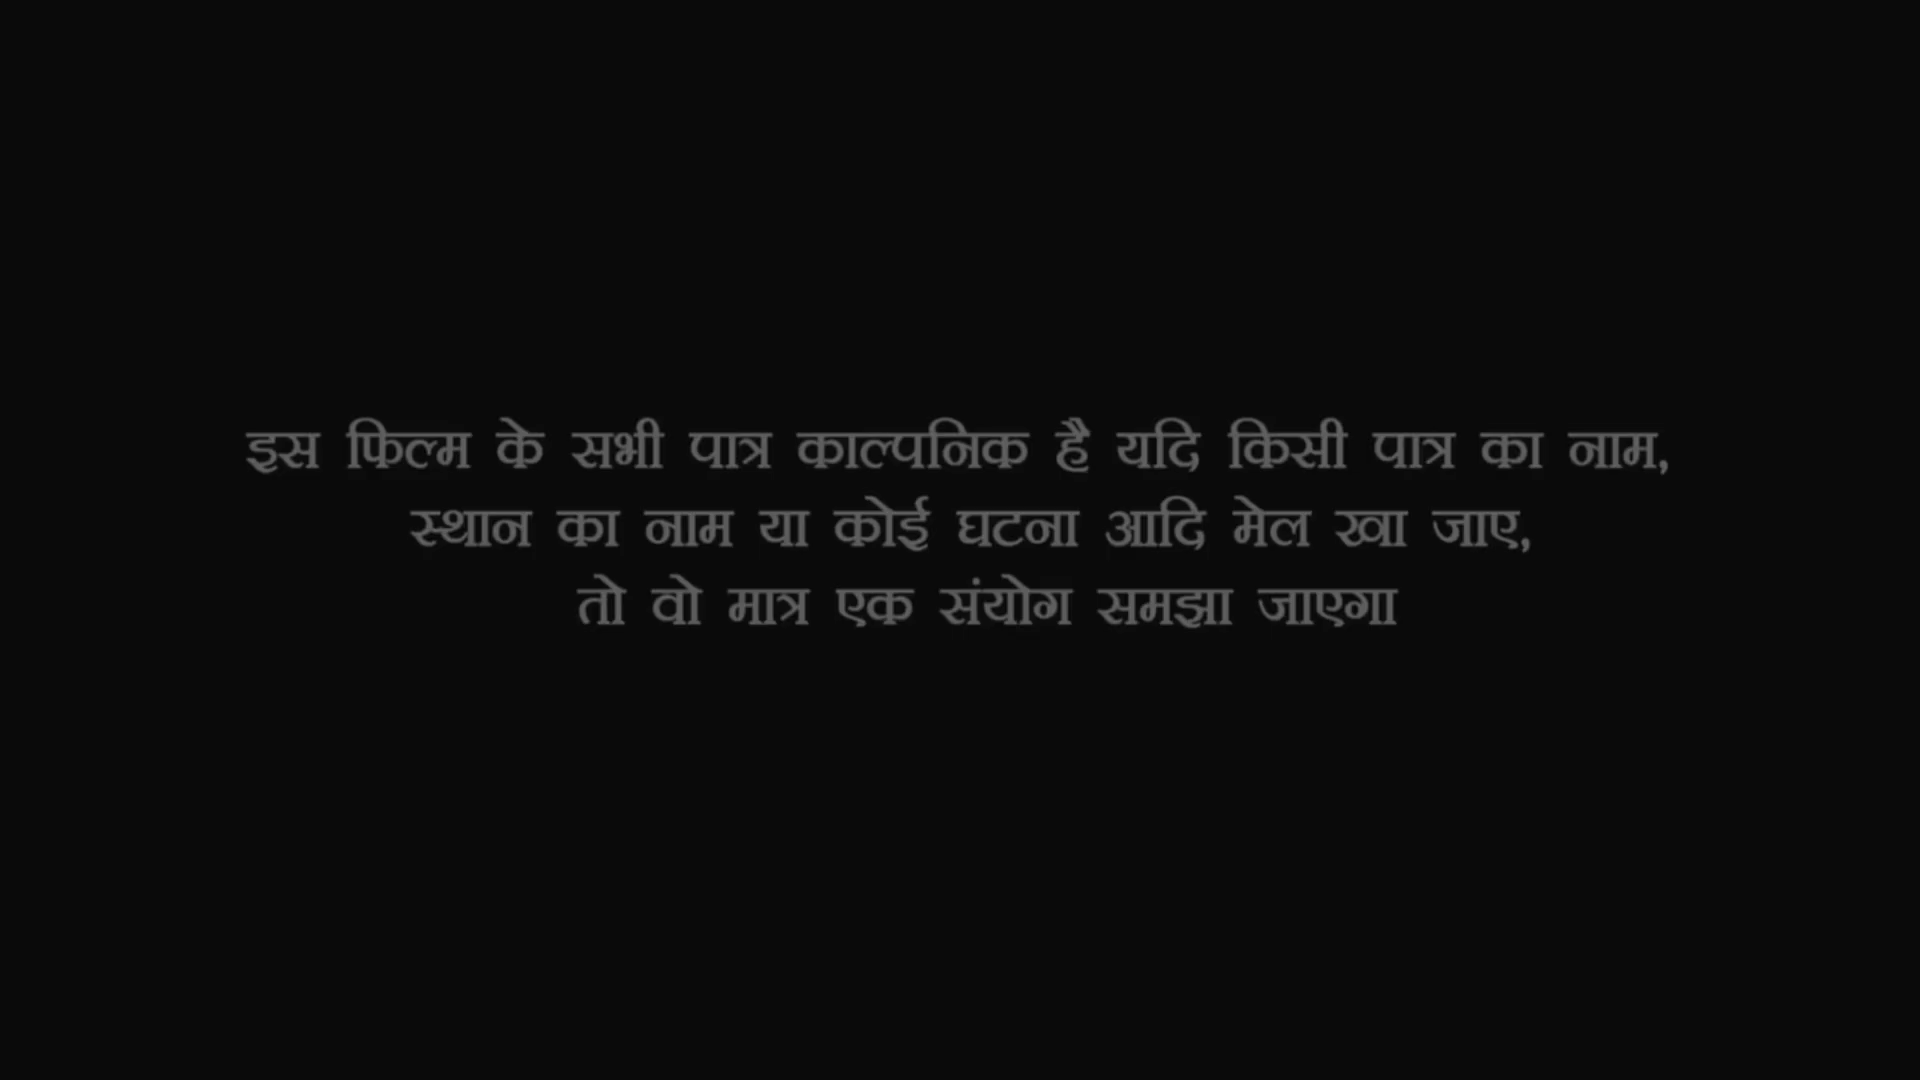 इस फिल्म के सभी पात्र काल्पनिक है यदि किसी पात्र का नाम,
स्थान का नाम या कोई घटना आदि मेल खा जाए,
तो वो मात्र एक संयोग समझा जाएगा